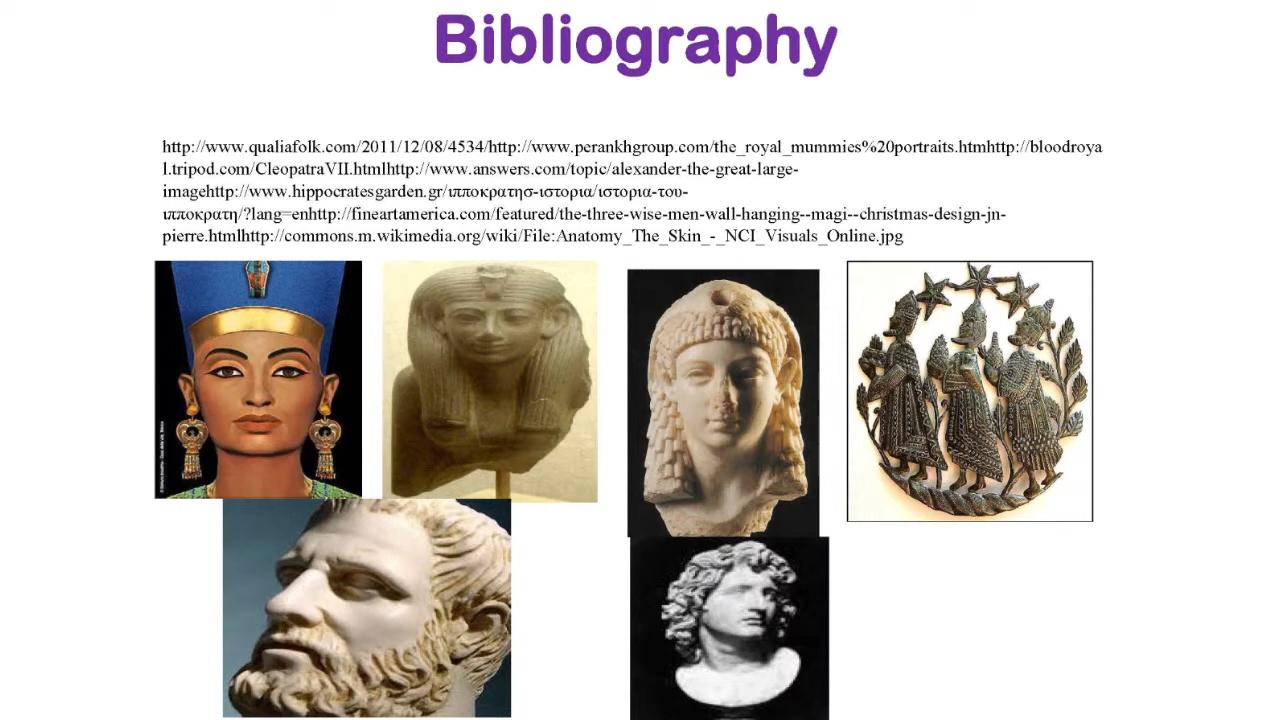 Bibliography
http://www.qualiafolk.com/2011/12/08/4534/http://www.perankhgroup.com/the_royal_mummies%20portraits.htmhttp://bloodroya
l.tripod.com/CleopatraVII.htmlhttp://www.answers.com/topic/alexander-the-great-large-
imagehttp://www.hippocratesgarden.gr/ιπποκρατησ-ιστορια/ιστορια-του-
ιπποκρατη/?lang=enhttp://fineartamerica.com/featured/the-three-wise-men-wall-hanging--magi--christmas-design-jn-
pierre.htmlhttp://commons.m.wikimedia.org/wiki/File:Anatomy_The_Skin_-_NCI_Visuals_Online.jpg